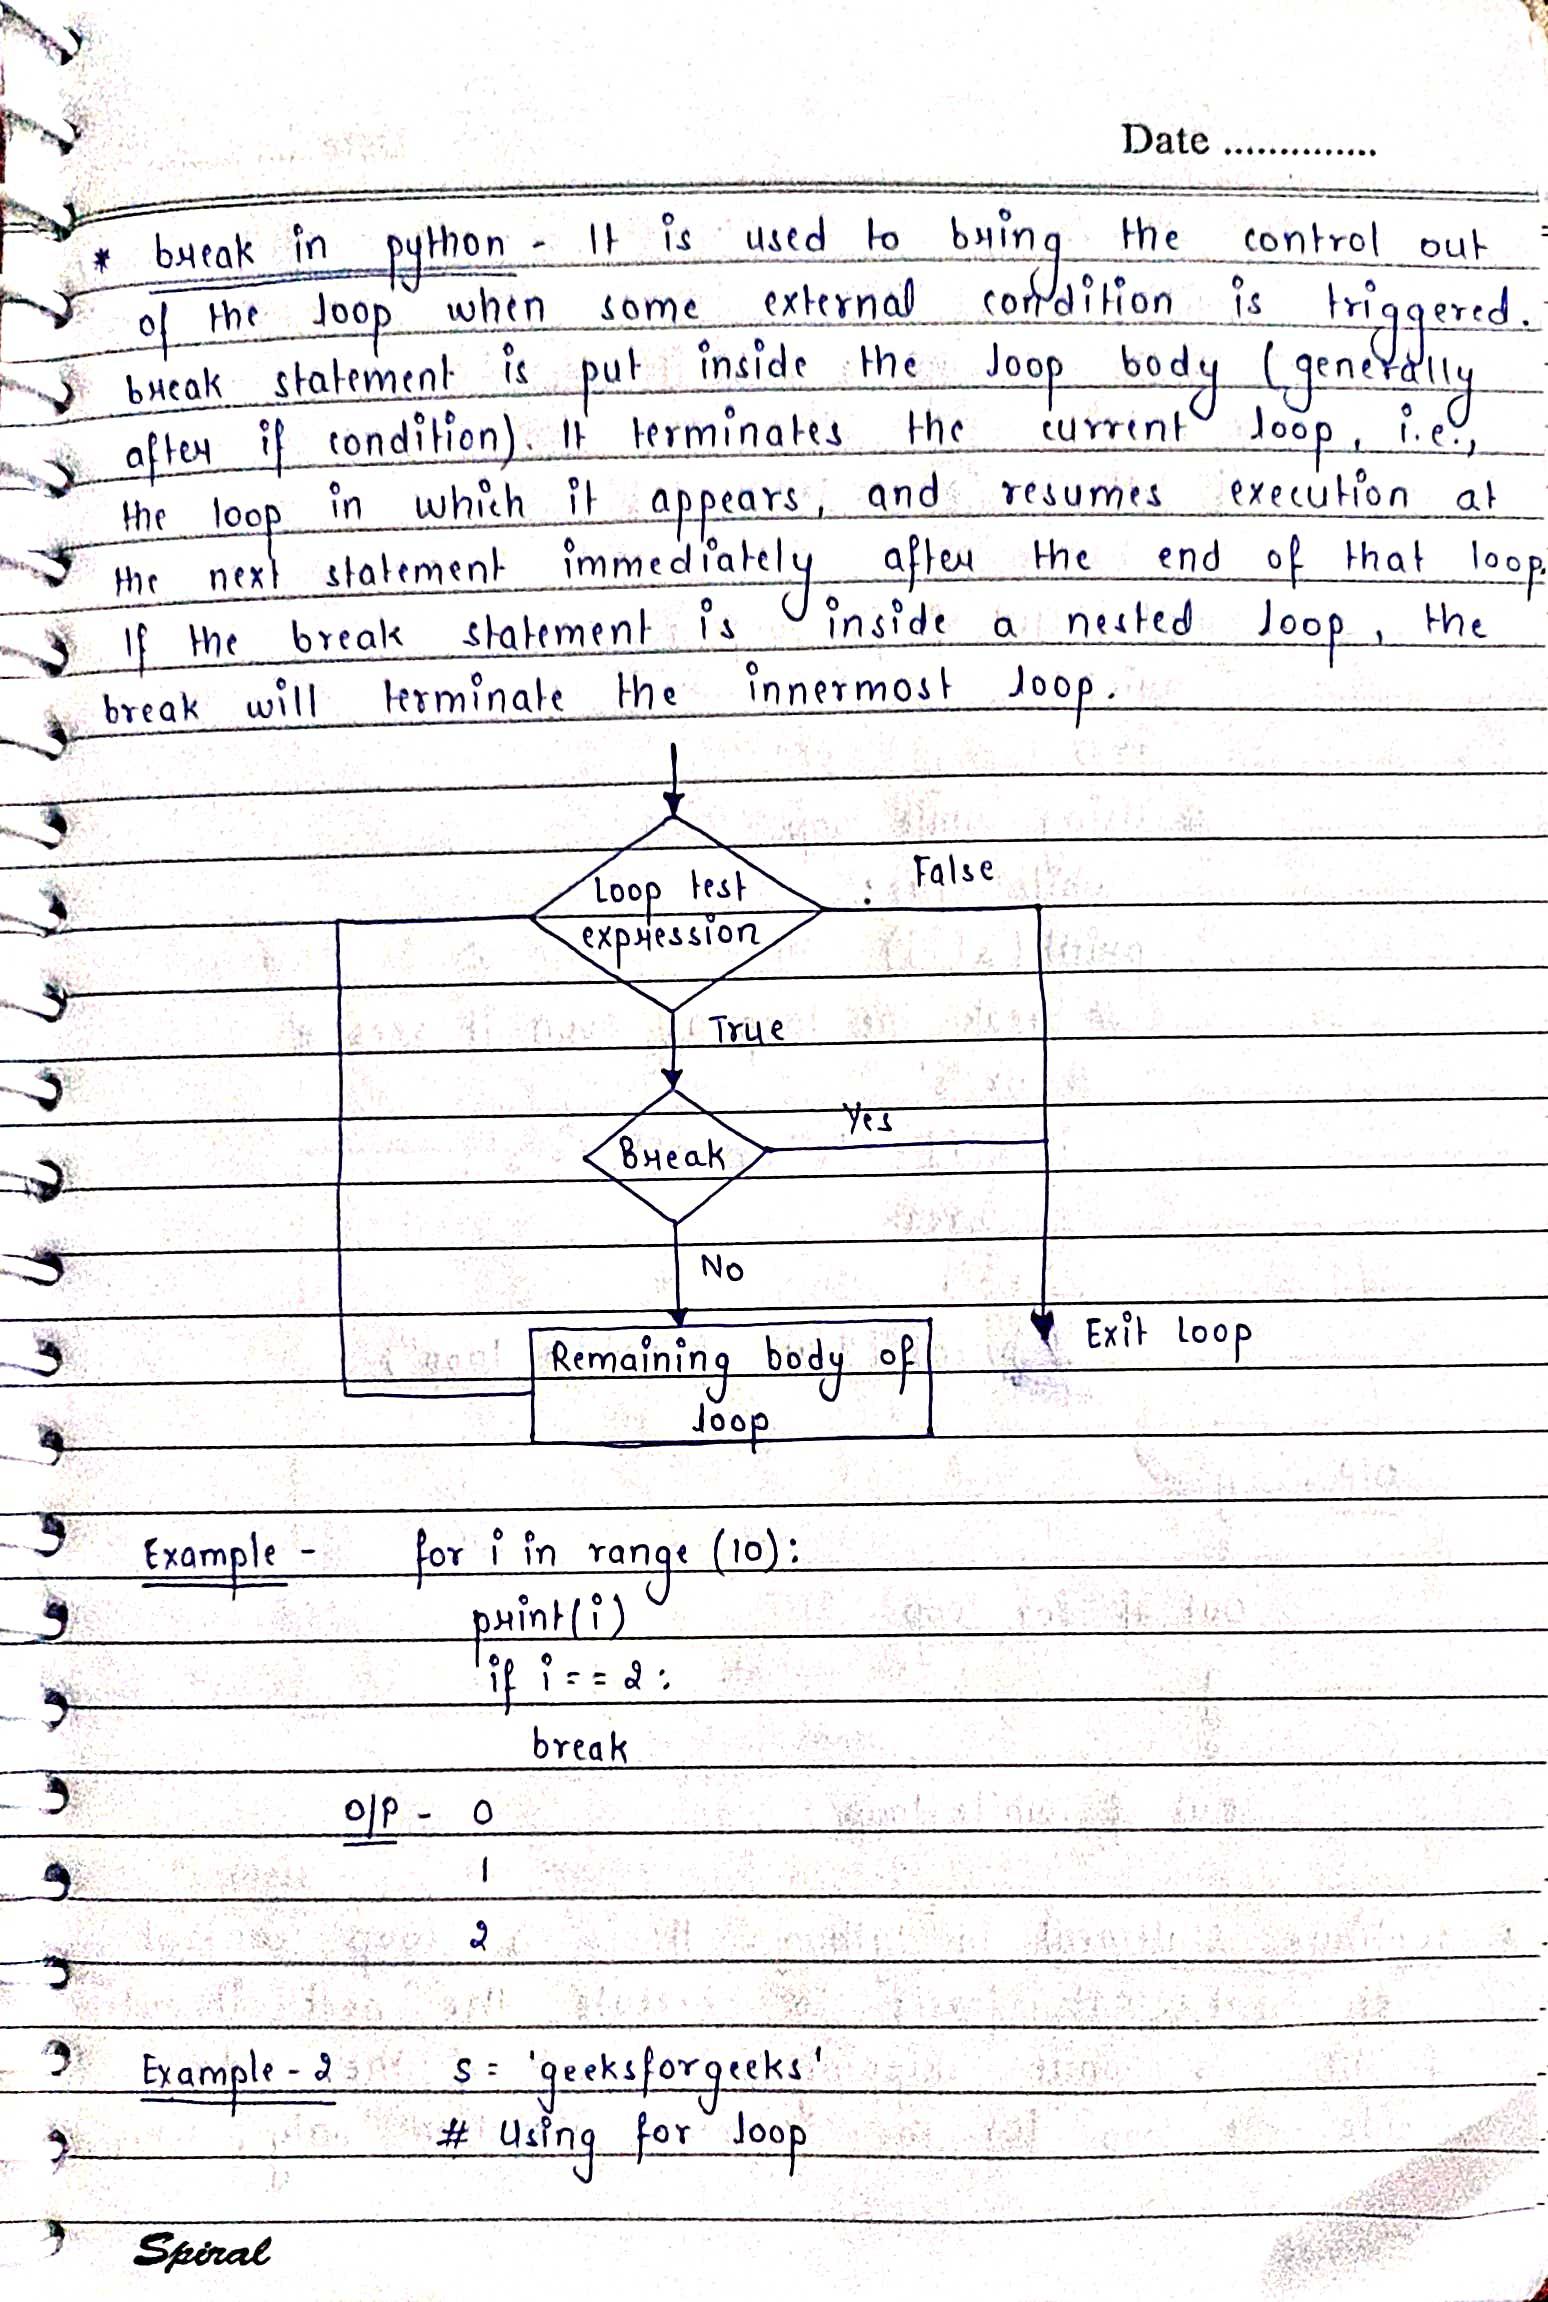 Date ..............
* break in python - It is used to bring the control out
of the loop when some external condition is triggered.
break statement is put inside the loop body (generally
after if condition). It terminates the current loop, i.e.,
the loop in which it appears, and resumes execution at
the next statement immediately after the end of that loop.
If the break statement is inside a nested loop, the
break will terminate the innermost loop.
Loop test
expression
False
True
Break
Yes
No
Remaining body of
loop
Exit Loop
Example - for i in range (10):
print(i)
if i == 2:
break
O/P - 0
1
2
Example - 2 s = 'geeksforgeeks'
# Using for loop
Spiral